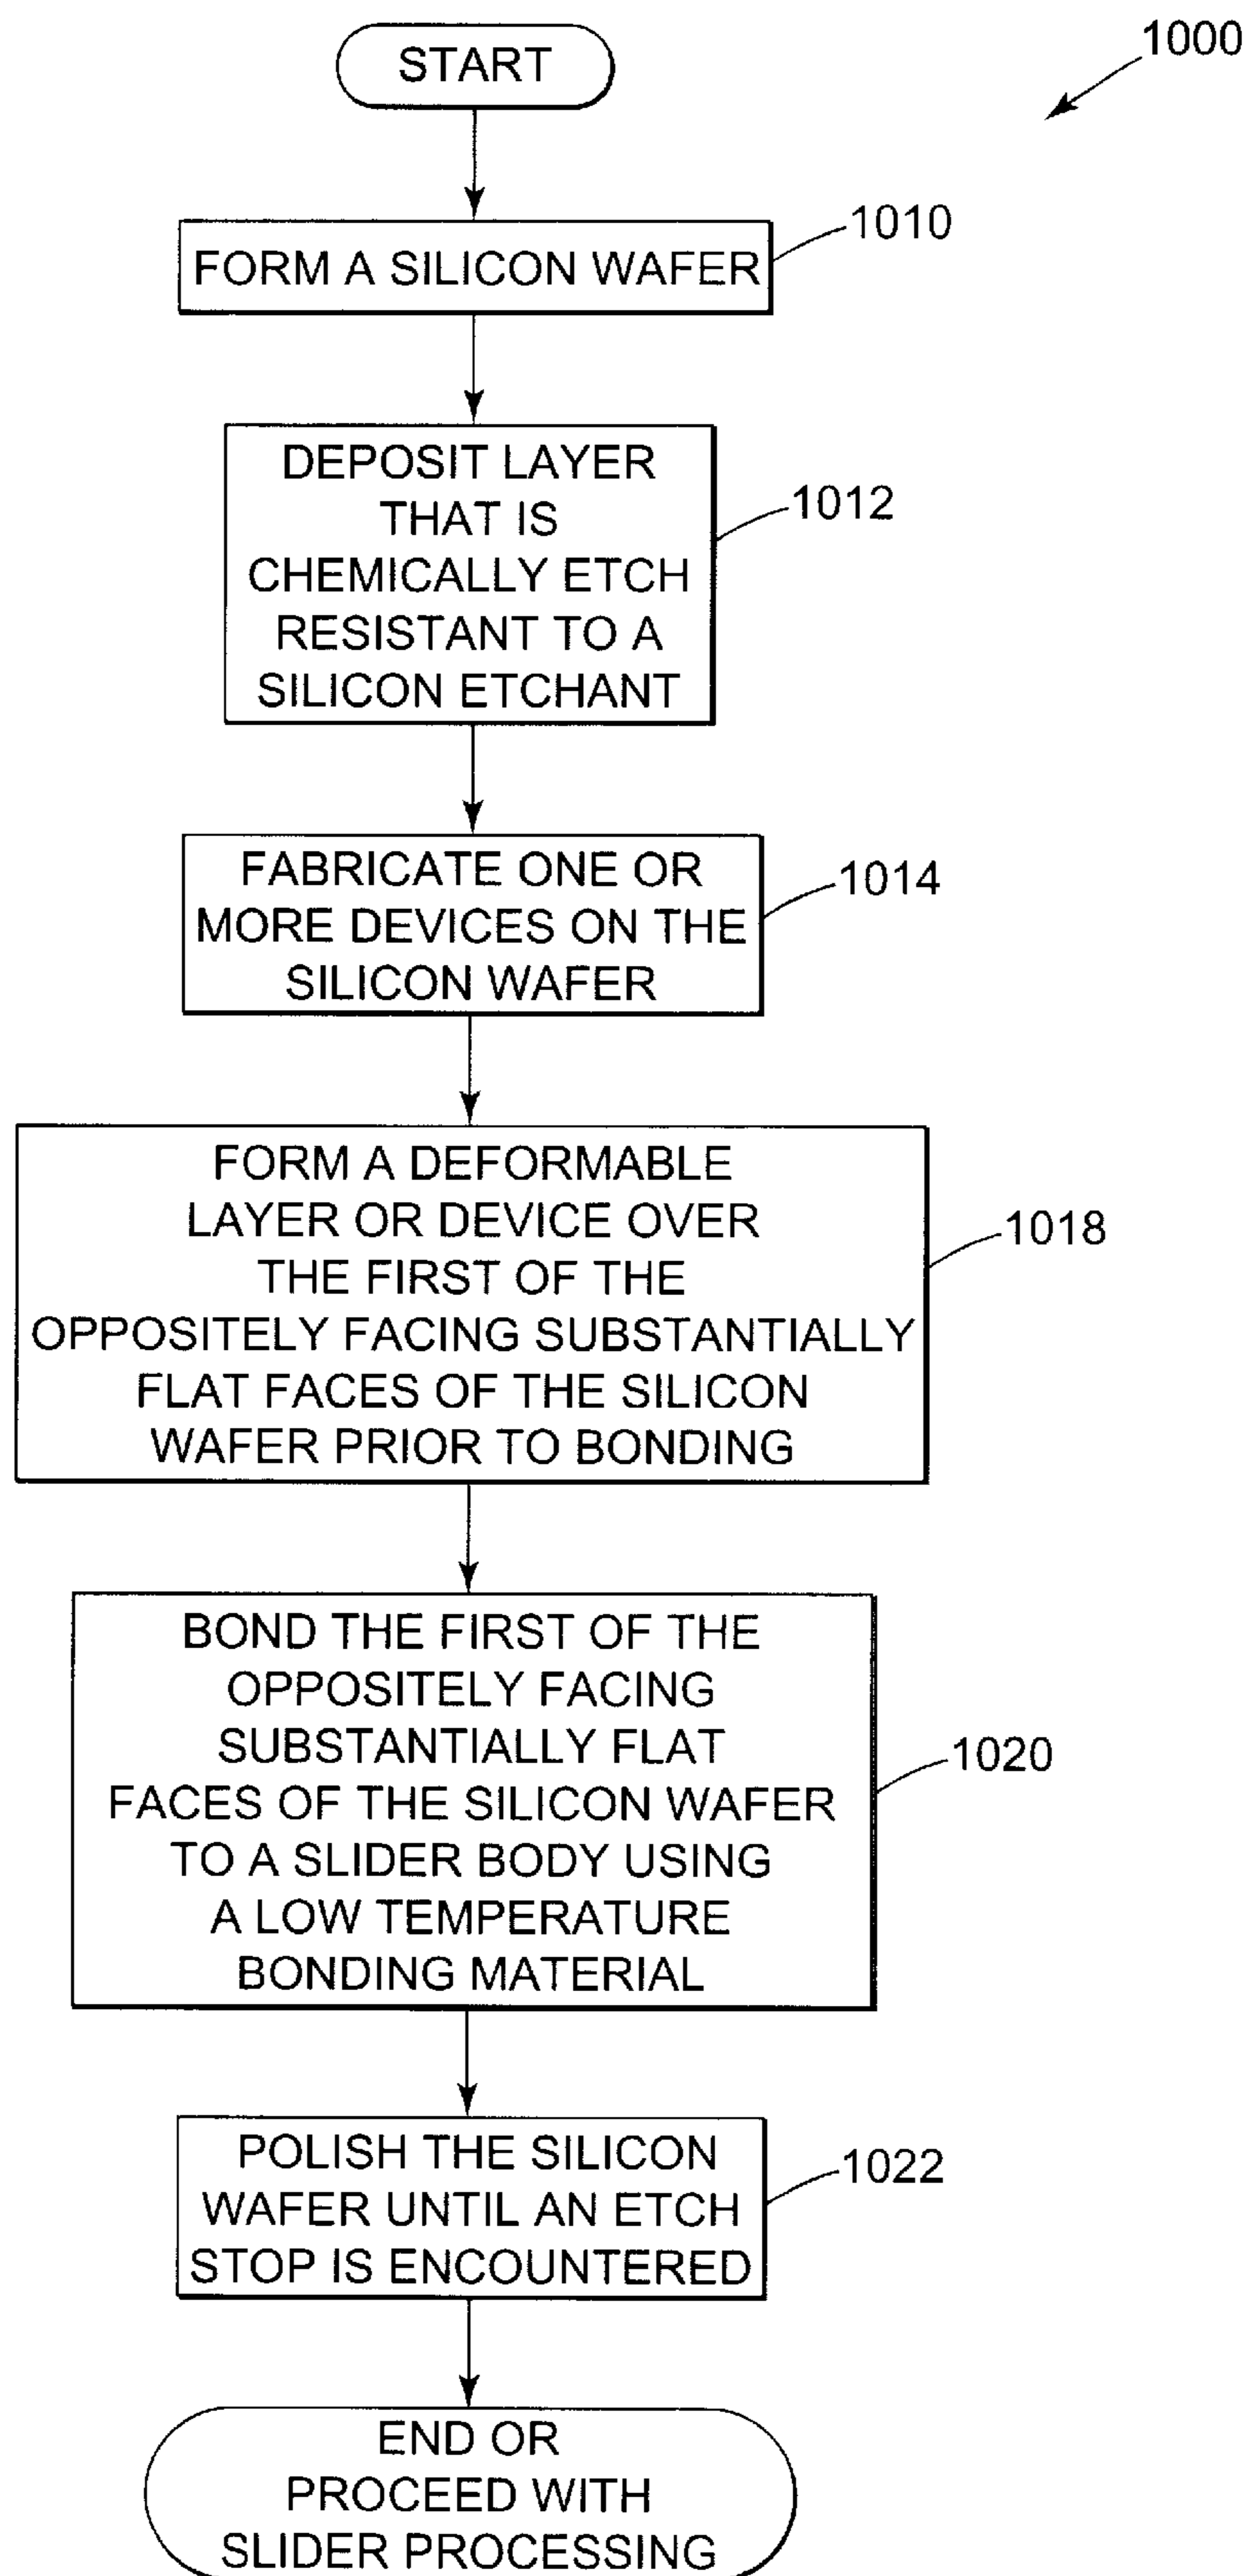 START
1000
FORM A SILICON WAFER
1010
DEPOSIT LAYER
THAT IS
CHEMICALLY ETCH
RESISTANT TO A
SILICON ETCHANT
1012
FABRICATE ONE OR
MORE DEVICES ON THE
SILICON WAFER
1014
FORM A DEFORMABLE
LAYER OR DEVICE OVER
THE FIRST OF THE
OPPOSITELY FACING SUBSTANTIALLY
FLAT FACES OF THE SILICON
WAFER PRIOR TO BONDING
1018
BOND THE FIRST OF THE
OPPOSITELY FACING
SUBSTANTIALLY FLAT
FACES OF THE SILICON WAFER
TO A SLIDER BODY USING
A LOW TEMPERATURE
BONDING MATERIAL
1020
POLISH THE SILICON
WAFER UNTIL AN ETCH
STOP IS ENCOUNTERED
1022
END OR
PROCEED WITH
SLIDER PROCESSING